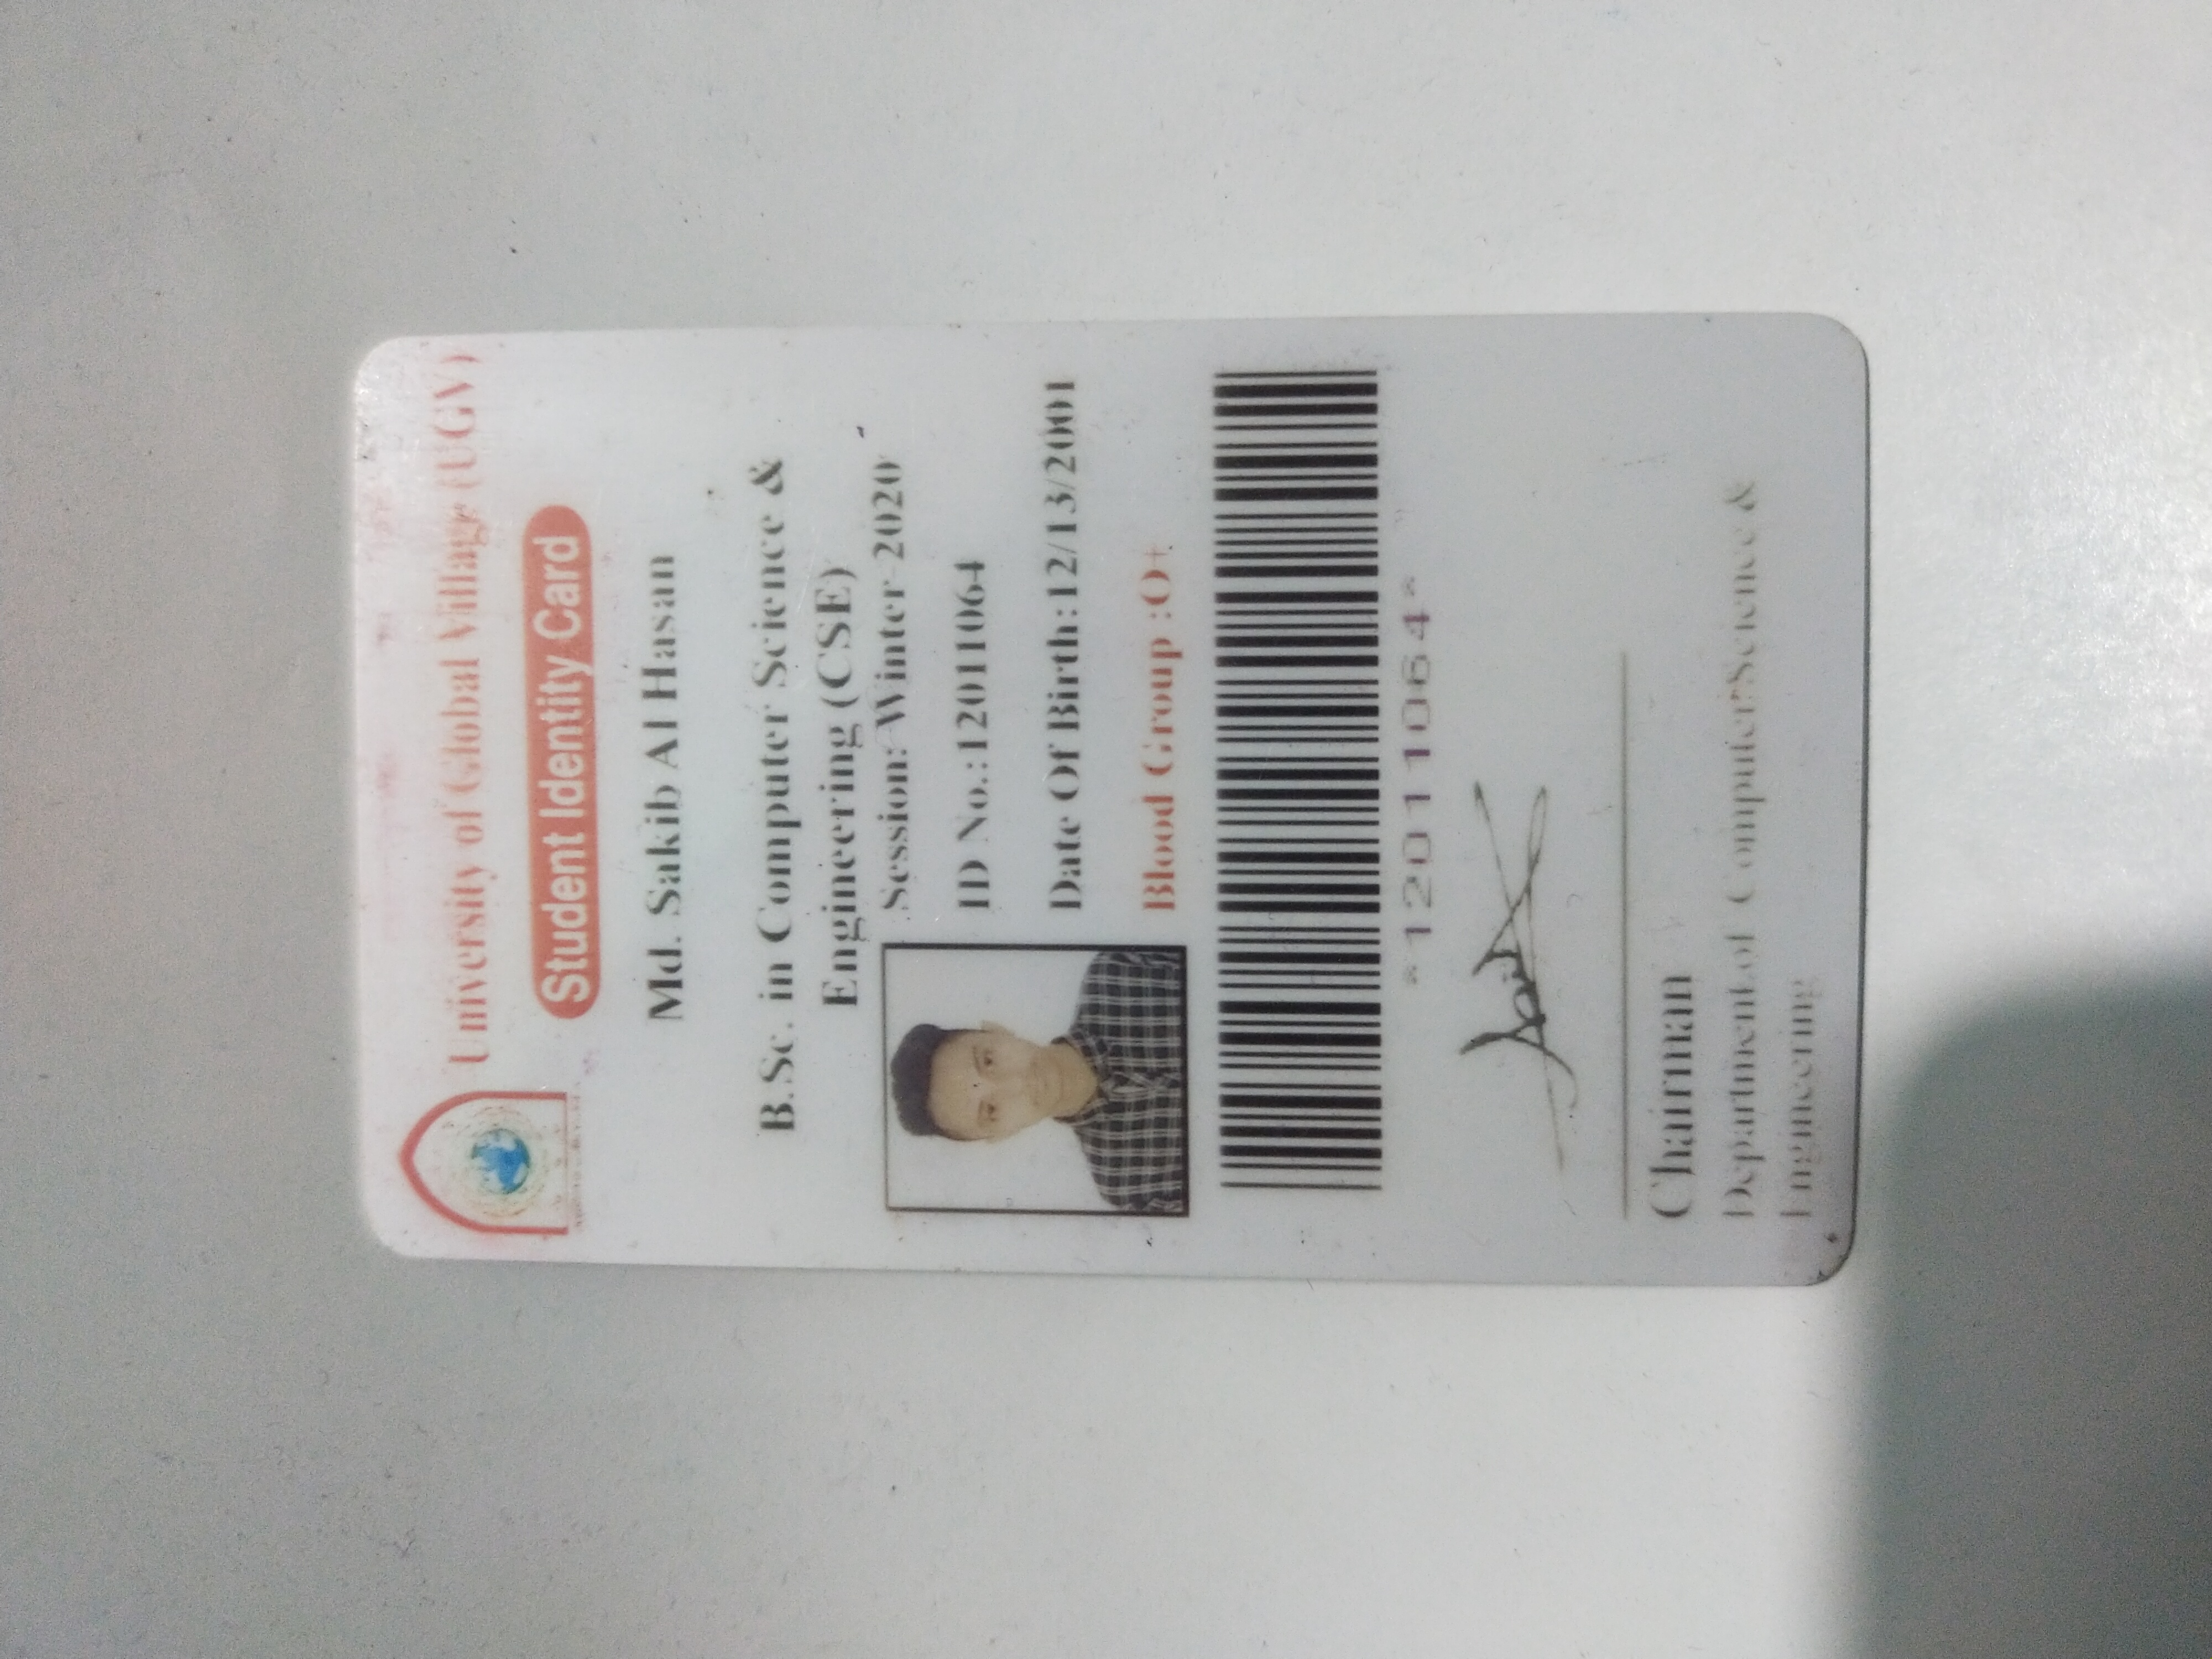 University of Global Village (UGV)
Student Identity Card
Md. Sakib Al Hasan
B.Sc. in Computer Science &
Engineering (CSE)
Session: Winter 2020
ID No.:12011064
Date Of Birth:12/13/2001
Blood Group :O+
*12011064*
Chairman
Department of Computer Science &
Engineering